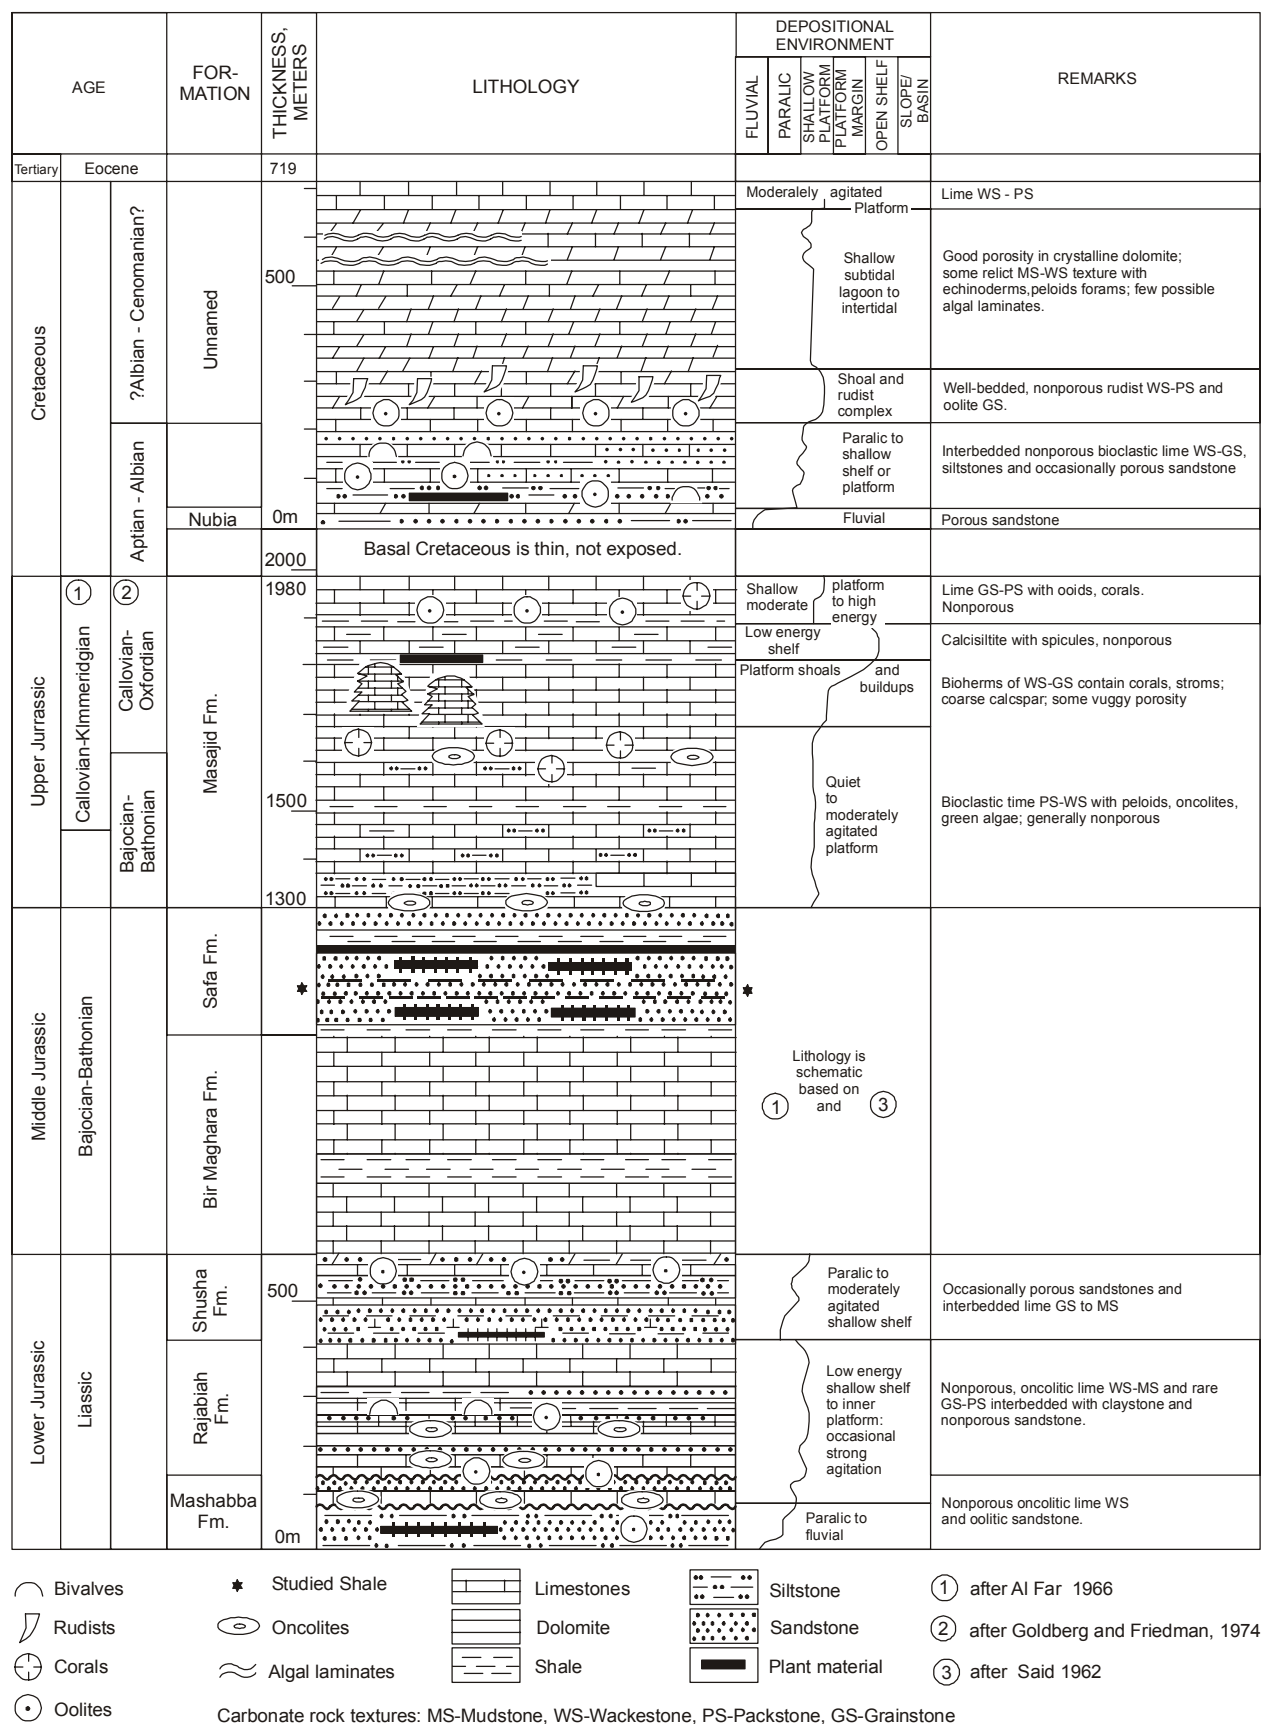 AGE
FOR-
MATION
THICKNESS,
METERS
LITHOLOGY
DEPOSITIONAL
ENVIRONMENT
FLUVIAL
PARALIC
SHALLOW
PLATFORM
PLATFORM
MARGIN
OPEN SHELF
SLOPE/
BASIN
REMARKS
Tertiary
Eocene
719
Cretaceous
?Albian - Cenomanian?
Unnamed
500
Moderalely agitated
Platform
Lime WS - PS
Shallow
subtidal
lagoon to
intertidal
Good porosity in crystalline dolomite;
some relict MS-WS texture with
echinoderms,peloids forams; few possible
algal laminates.
Shoal and
rudist
complex
Well-bedded, nonporous rudist WS-PS and
oolite GS.
Aptian - Albian
Paralic to
shallow
shelf or
platform
Interbedded nonporous bioclastic lime WS-GS,
siltstones and occasionally porous sandstone
Nubia
0m
Fluvial
Porous sandstone
2000
Basal Cretaceous is thin, not exposed.
Upper Jurrassic
1
Callovian-KImmeridgian
2
Callovian-
Oxfordian
Bajocian-
Bathonian
Masajid Fm.
1980
1500
1300
Shallow platform
moderate to high
energy
Lime GS-PS with ooids, corals.
Nonporous
Low energy
shelf
Calcisiltite with spicules, nonporous
Platform shoals and
buildups
Bioherms of WS-GS contain corals, stroms;
coarse calcspar; some vuggy porosity
Quiet
to
moderately
agitated
platform
Bioclastic time PS-WS with peloids, oncolites,
green algae; generally nonporous
Middle Jurassic
Bajocian-Bathonian
Safa Fm.
Bir Maghara Fm.
Lithology is
schematic
based on
1 and 3
Lower Jurassic
Liassic
Shusha
Fm.
500
Paralic to
moderately
agitated
shallow shelf
Occasionally porous sandstones and
interbedded lime GS to MS
Rajabiah
Fm.
Low energy
shallow shelf
to inner
platform:
occasional
strong
agitation
Nonporous, oncolitic lime WS-MS and rare
GS-PS interbedded with claystone and
nonporous sandstone.
Mashabba
Fm.
0m
Paralic to
fluvial
Nonporous oncolitic lime WS
and oolitic sandstone.
Bivalves
Studied Shale
Limestones
Siltstone
1 after Al Far 1966
Rudists
Oncolites
Dolomite
Sandstone
2 after Goldberg and Friedman, 1974
Corals
Algal laminates
Shale
Plant material
3 after Said 1962
Oolites
Carbonate rock textures: MS-Mudstone, WS-Wackestone, PS-Packstone, GS-Grainstone